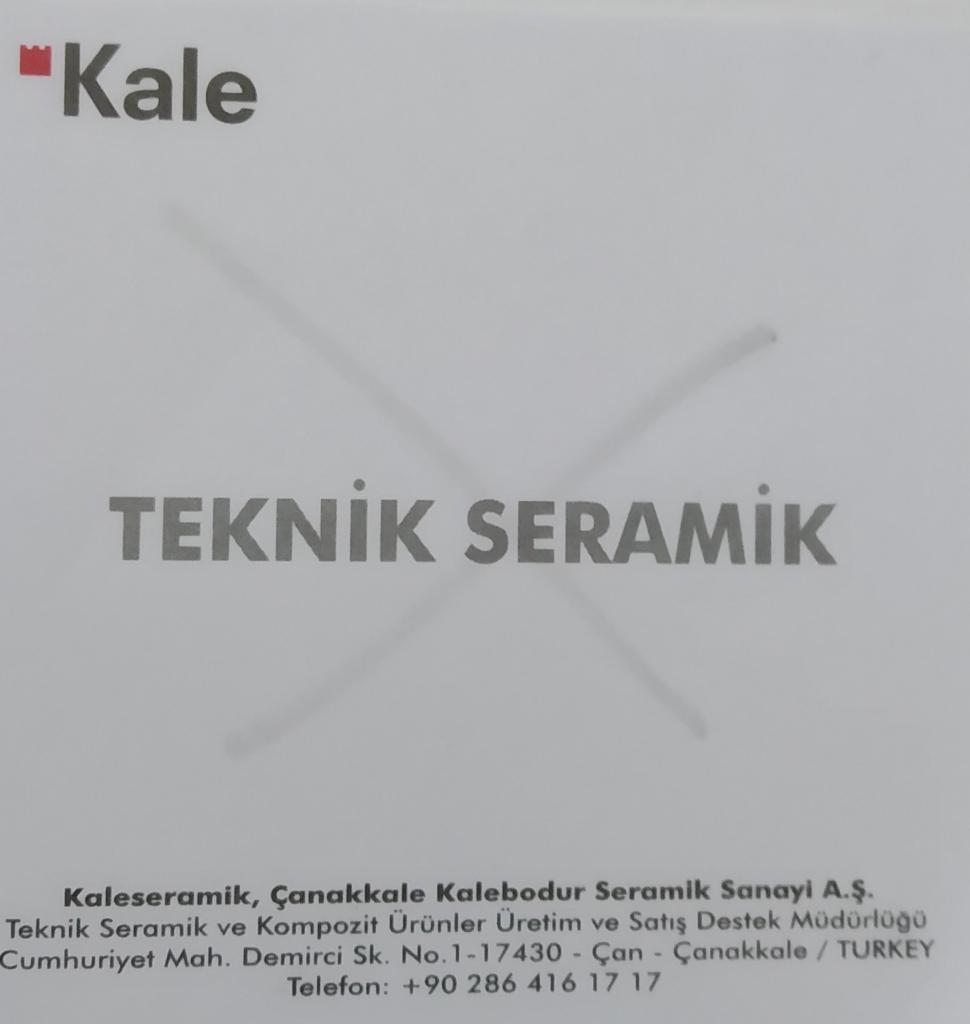 Kale
TEKNİK SERAMİK
Kaleseramik, Çanakkale Kalebodur Seramik Sanayi A.Ş.
Teknik Seramik ve Kompozit Ürünler Üretim ve Satış Destek Müdürlüğü
Cumhuriyet Mah. Demirci Sk. No.1-17430 - Çan - Çanakkale / TURKEY
Telefon: +90 286 416 17 17